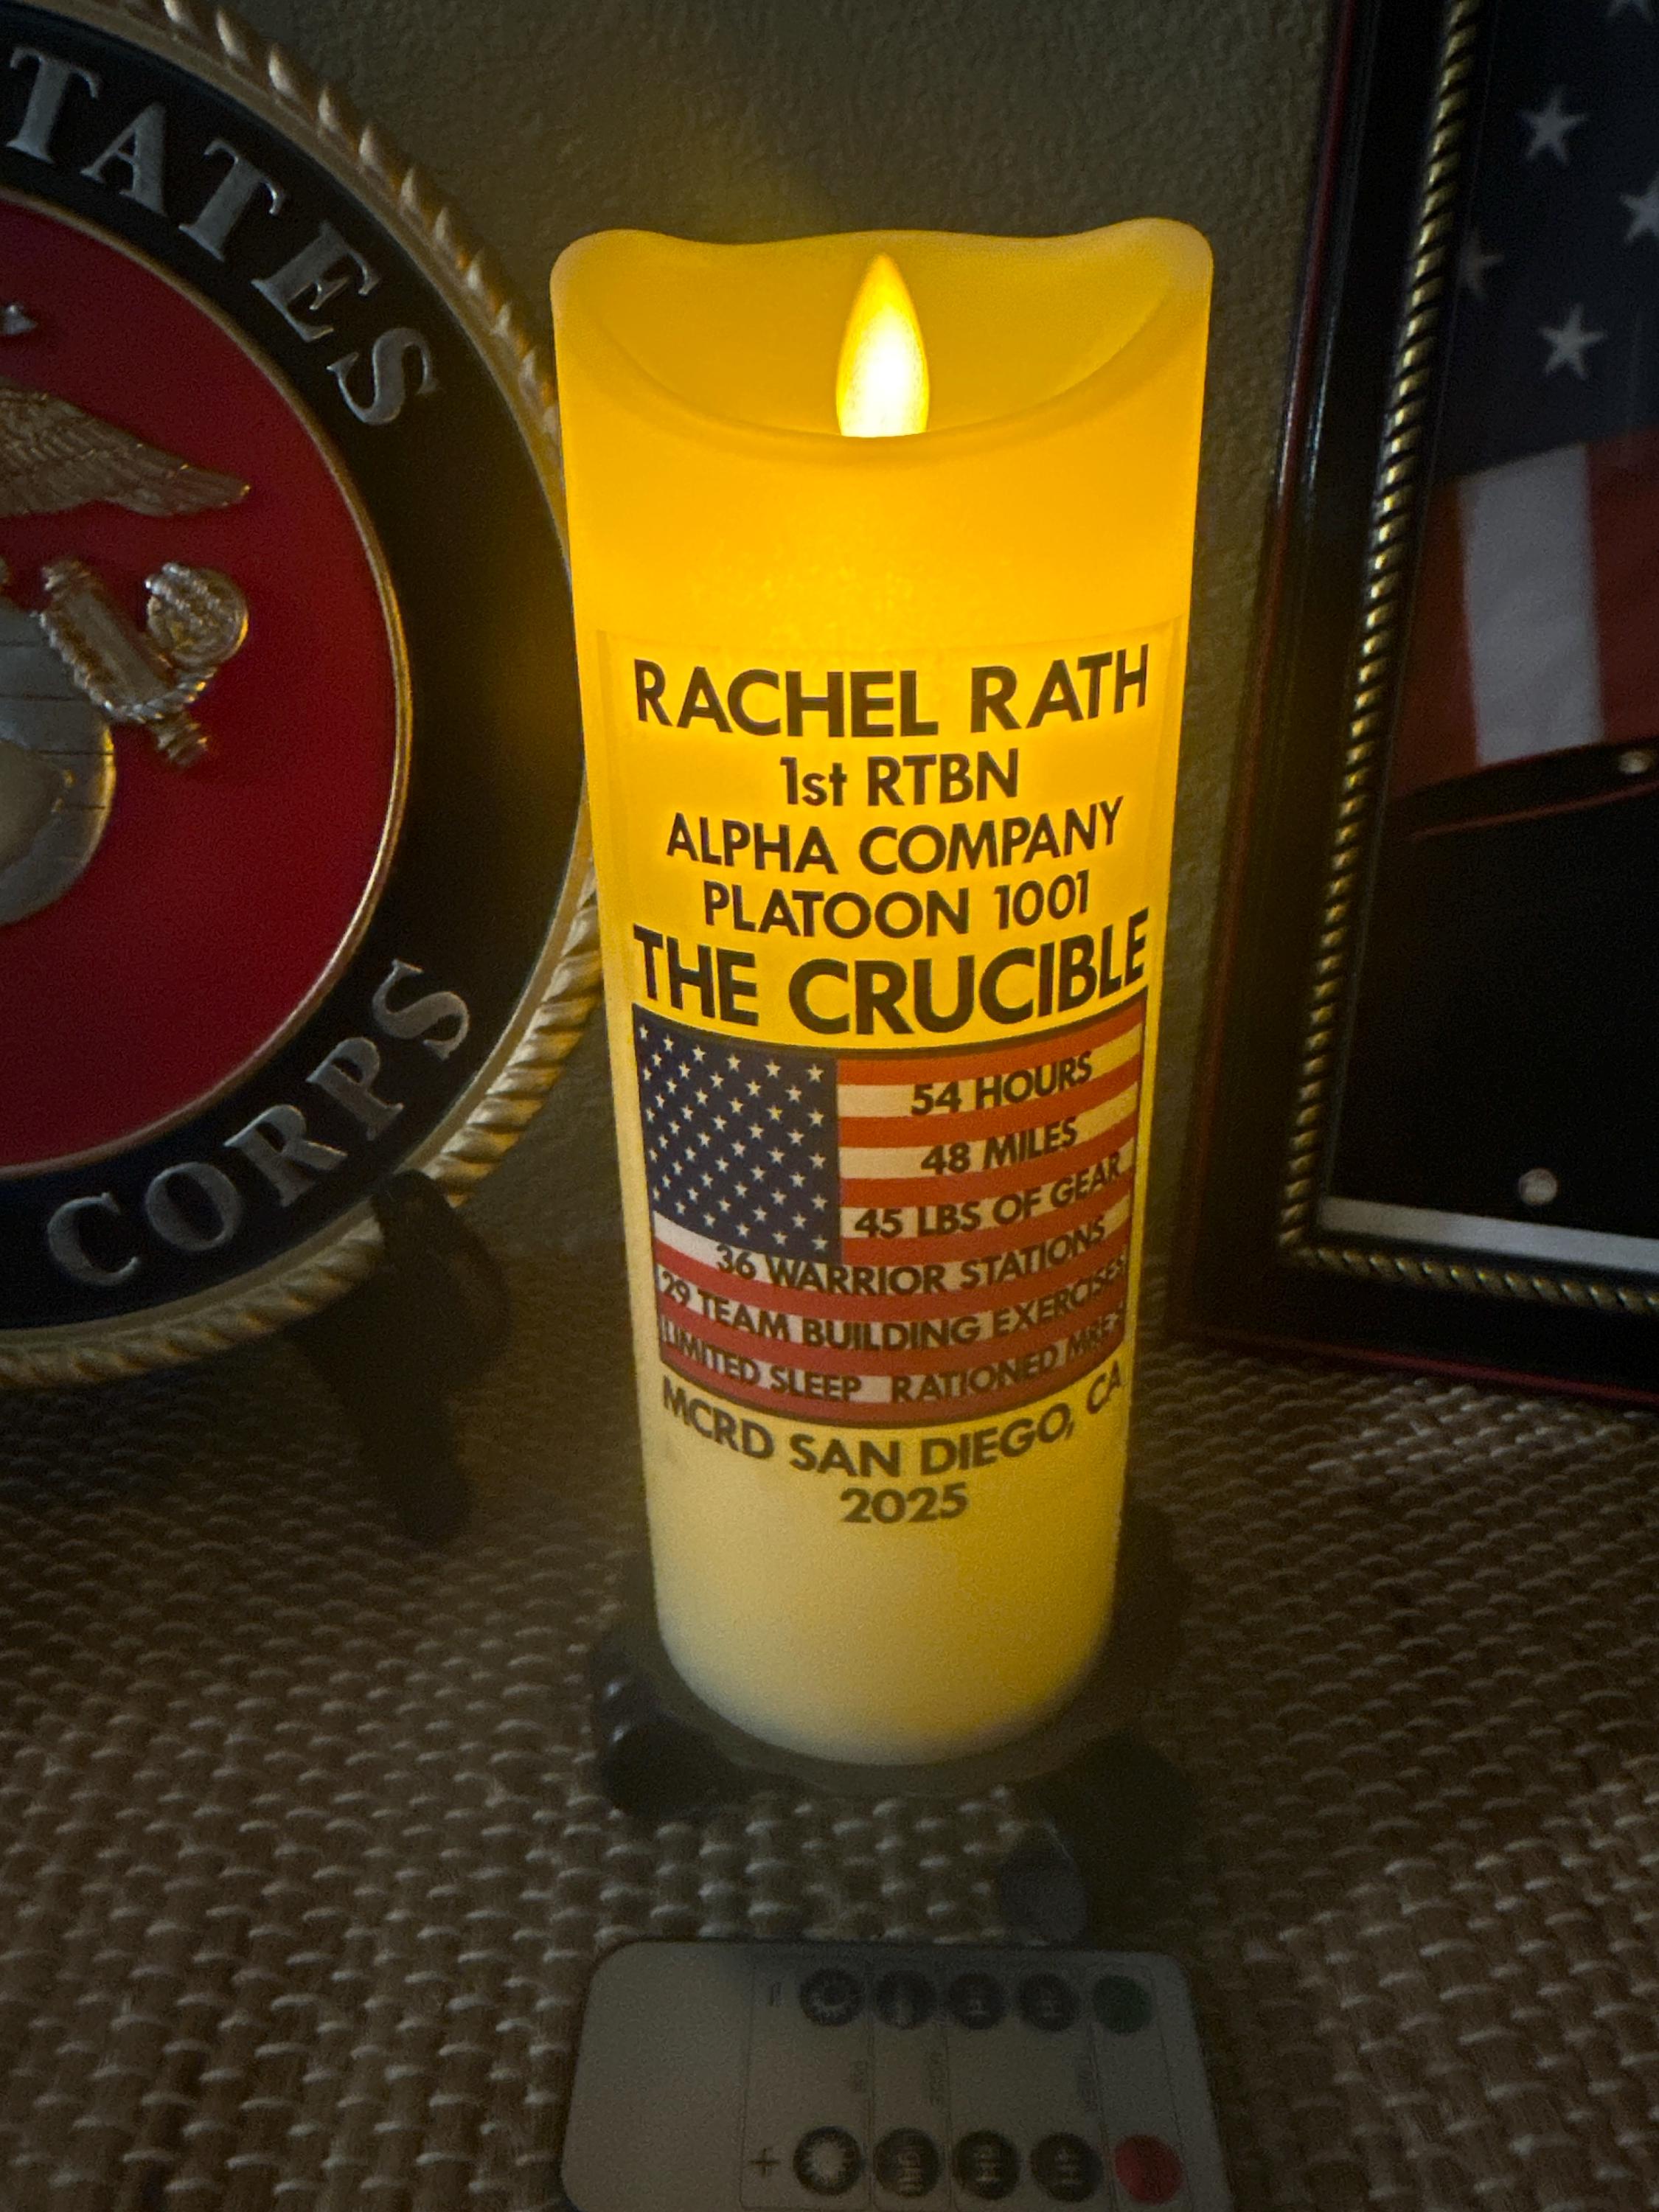 TATES
CORPS
RACHEL RATH
1st RTBN
ALPHA COMPANY
PLATOON 1001
THE CRUCIBLE
54 HOURS
48 MILES
45 LBS OF GEAR
36 WARRIOR STATIONS
29 TEAM BUILDING EXERCISES
LIMITED SLEEP RATIONED MRE'S
MCRD SAN DIEGO, CA
2025